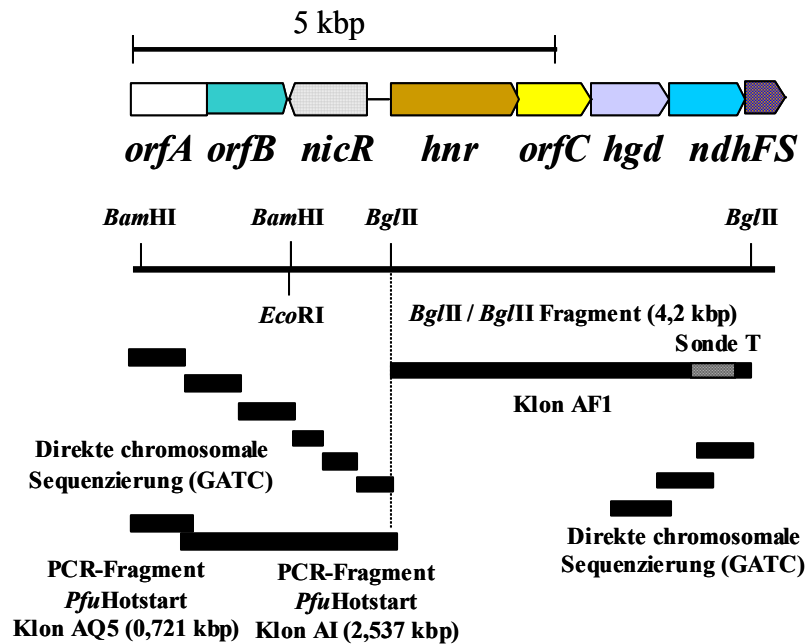 5 kbp
orfA orfB nicR hnr orfC hgd ndhFS
BamHI BamHI BglII BglII
EcoRI
BglII / BglII Fragment (4,2 kbp)
Sonde T
Klon AF1
Direkte chromosomale
Sequenzierung (GATC)
Direkte chromosomale
Sequenzierung (GATC)
PCR-Fragment
PfuHotstart
Klon AQ5 (0,721 kbp)
PCR-Fragment
PfuHotstart
Klon AI (2,537 kbp)